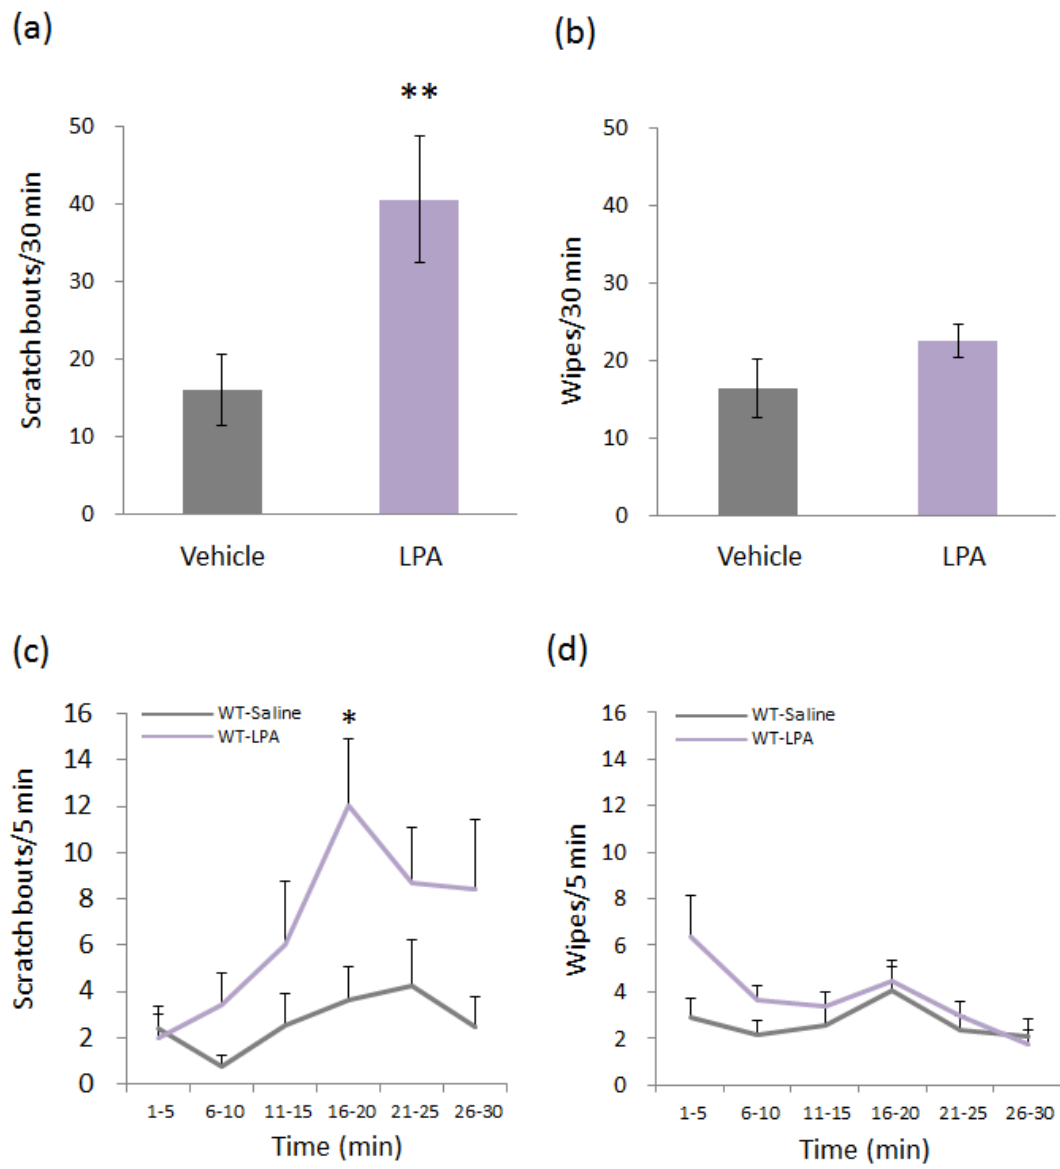 (a)
**
Scratch bouts/30 min
50
40
30
20
10
0
Vehicle LPA
(b)
Wipes/30 min
50
40
30
20
10
0
Vehicle LPA
(c)
WT-Saline
WT-LPA
*
Scratch bouts/5 min
16
14
12
10
8
6
4
2
0
1-5 6-10 11-15 16-20 21-25 26-30
Time (min)
(d)
WT-Saline
WT-LPA
Wipes/5 min
16
14
12
10
8
6
4
2
0
1-5 6-10 11-15 16-20 21-25 26-30
Time (min)